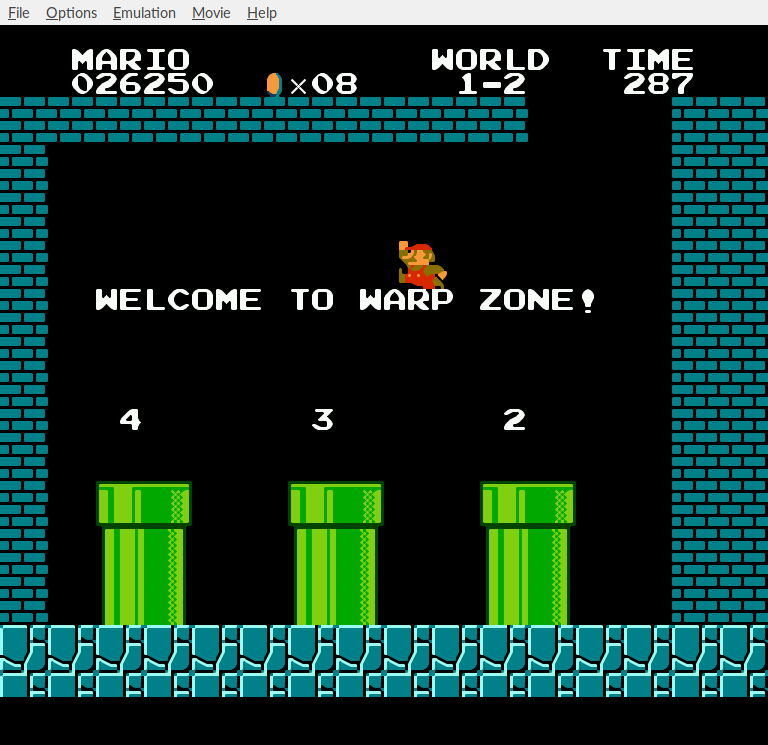 File Options Emulation Movie Help
MARIO WORLD TIME
026250 ×08 1-2 287
WELCOME TO WARP ZONE!
4 3 2